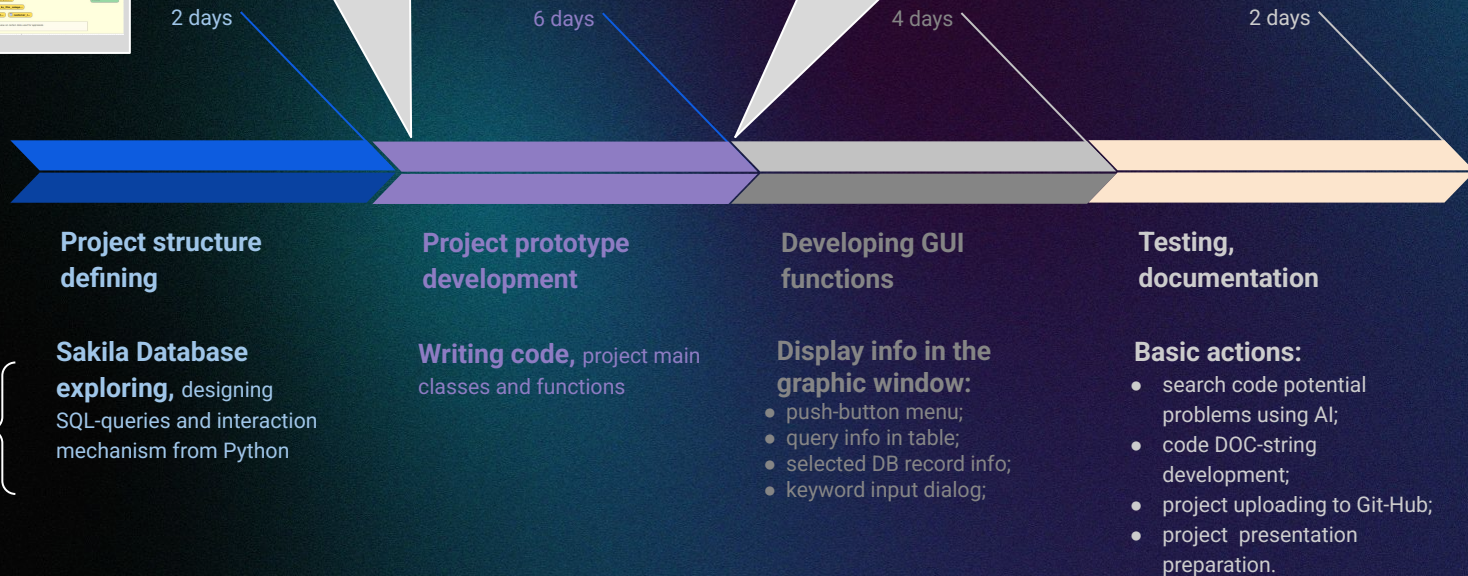 2 days
6 days
4 days
2 days
Project structure
defining
Sakila Database
exploring, designing
SQL-queries and interaction
mechanism from Python
Project prototype
development
Writing code, project main
classes and functions
Developing GUI
functions
Display info in the
graphic window:
● push-button menu;
● query info in table;
● selected DB record info;
● keyword input dialog;
Testing,
documentation
Basic actions:
● search code potential
problems using AI;
● code DOC-string
development;
● project uploading to Git-Hub;
● project presentation
preparation.